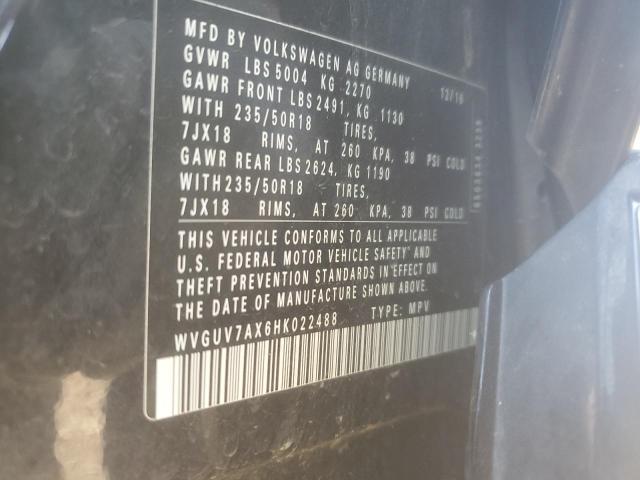 MFD BY VOLKSWAGEN AG GERMANY
GVWR LBS 5004 KG 2270 12/16
GAWR FRONT LBS 2491, KG 1130
WITH 235/50R18 TIRES,
7JX18 RIMS, AT 260 KPA, 38 PSI COLD
GAWR REAR LBS 2624, KG 1190
WITH 235/50R18 TIRES,
7JX18 RIMS, AT 260 KPA, 38 PSI COLD
THIS VEHICLE CONFORMS TO ALL APPLICABLE
U.S. FEDERAL MOTOR VEHICLE SAFETY AND
THEFT PREVENTION STANDARDS IN EFFECT ON
THE DATE OF MANUFACTURE SHOWN ABOVE.
WVGUV7AX6HK022488 TYPE: MPV